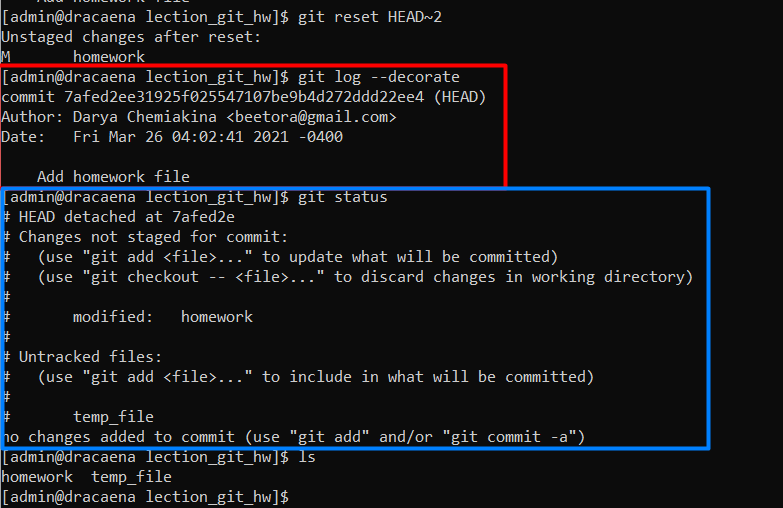 Add homework file
[admin@dracaena lection_git_hw]$ git reset HEAD~2
Unstaged changes after reset:
M       homework
[admin@dracaena lection_git_hw]$ git log --decorate
commit 7afed2ee31925f025547107be9b4d272ddd22ee4 (HEAD)
Author: Darya Chemiakina <beetora@gmail.com>
Date:   Fri Mar 26 04:02:41 2021 -0400
    Add homework file
[admin@dracaena lection_git_hw]$ git status
# HEAD detached at 7afed2e
# Changes not staged for commit:
#   (use "git add <file>..." to update what will be committed)
#   (use "git checkout -- <file>..." to discard changes in working directory)
#
#       modified:   homework
#
# Untracked files:
#   (use "git add <file>..." to include in what will be committed)
#
#       temp_file
no changes added to commit (use "git add" and/or "git commit -a")
[admin@dracaena lection_git_hw]$ ls
homework  temp_file
[admin@dracaena lection_git_hw]$